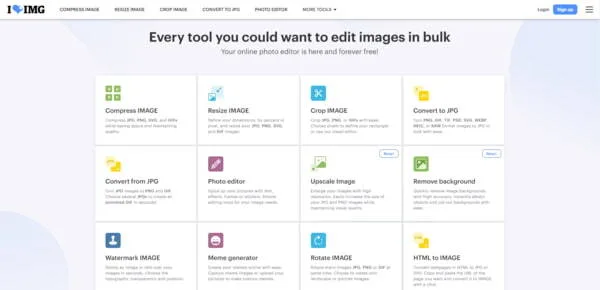 I IMG
COMPRESS IMAGE
RESIZE IMAGE
CROP IMAGE
CONVERT TO JPG
PHOTO EDITOR
MORE TOOLS
Login
Sign up
Every tool you could want to edit images in bulk
Your online photo editor is here and forever free!
Compress IMAGE
Compress JPG, PNG, SVG, and GIFs
while saving space and maintaining
quality.
Resize IMAGE
Define your dimensions, by percent or
pixel, and resize your JPG, PNG, SVG,
and GIF images.
Crop IMAGE
Crop JPG, PNG, or GIFs with ease;
Choose pixels to define your rectangle
or use our visual editor.
Convert to JPG
Turn PNG, GIF, TIF, PSD, SVG, WEBP,
HEIC, or RAW format images to JPG in
bulk with ease.
Convert from JPG
Turn JPG images to PNG and GIF.
Choose several JPGs to create an
animated GIF in seconds!
Photo editor
Spice up your pictures with text,
effects, frames or stickers. Simple
editing tools for your image needs.
New!
Upscale Image
Enlarge your images with high
resolution. Easily increase the size of
your JPG and PNG images while
maintaining visual quality.
New!
Remove background
Quickly remove image backgrounds
with high accuracy. Instantly detect
objects and cut out backgrounds with
ease.
Watermark IMAGE
Stamp an image or text over your
images in seconds. Choose the
typography, transparency and position.
Meme generator
Create your memes online with ease.
Caption meme images or upload your
pictures to make custom memes.
Rotate IMAGE
Rotate many images JPG, PNG or GIF at
same time. Choose to rotate only
landscape or portrait images!
HTML to IMAGE
Convert webpages in HTML to JPG or
SVG. Copy and paste the URL of the
page you want and convert it to IMAGE
with a click.